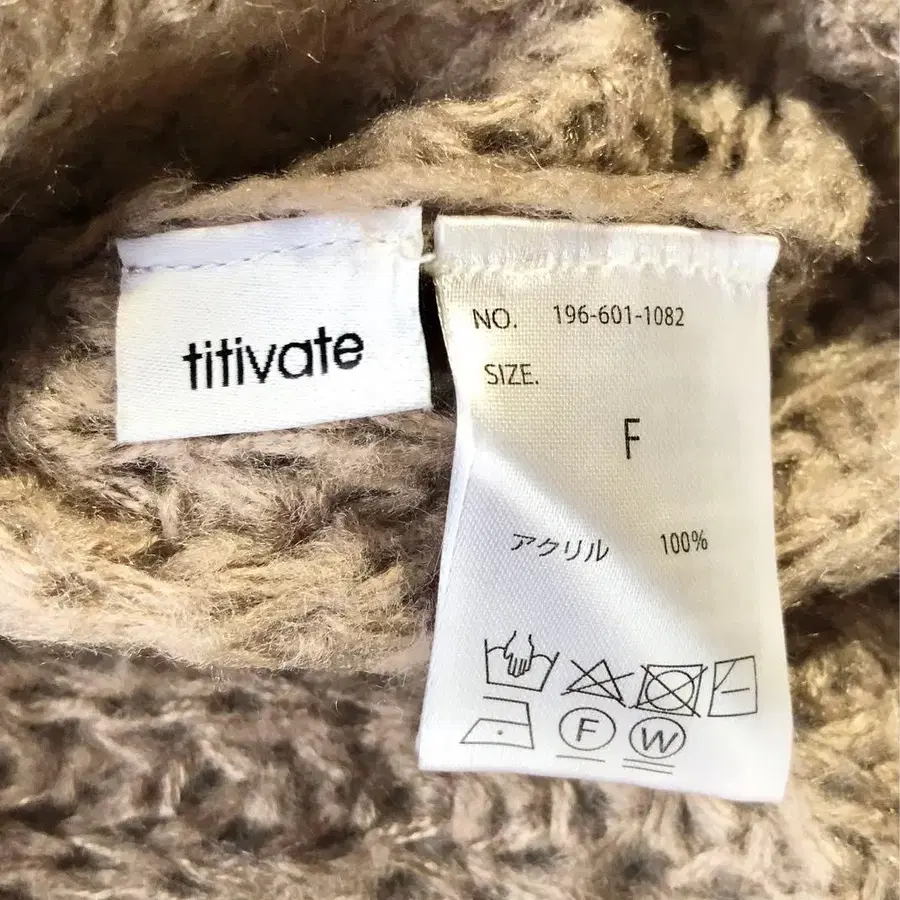 titivate
NO. 196-601-1082
SIZE.
F
アクリル 100%
F W